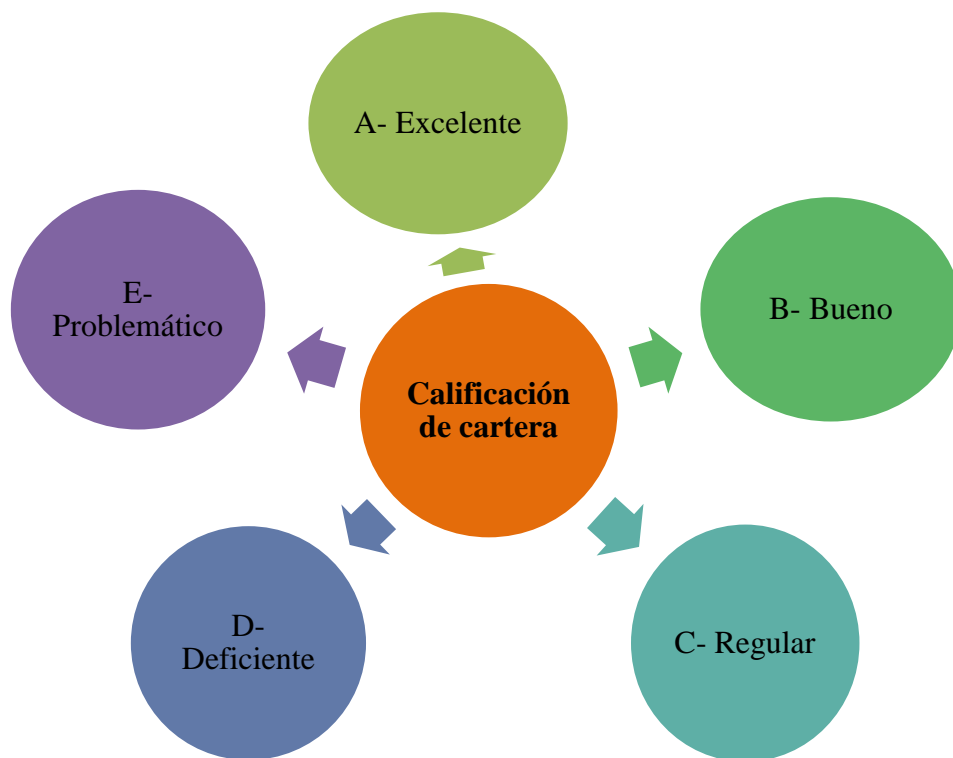 A- Excelente
B- Bueno
C- Regular
D-
Deficiente
E-
Problemático
Calificación
de cartera